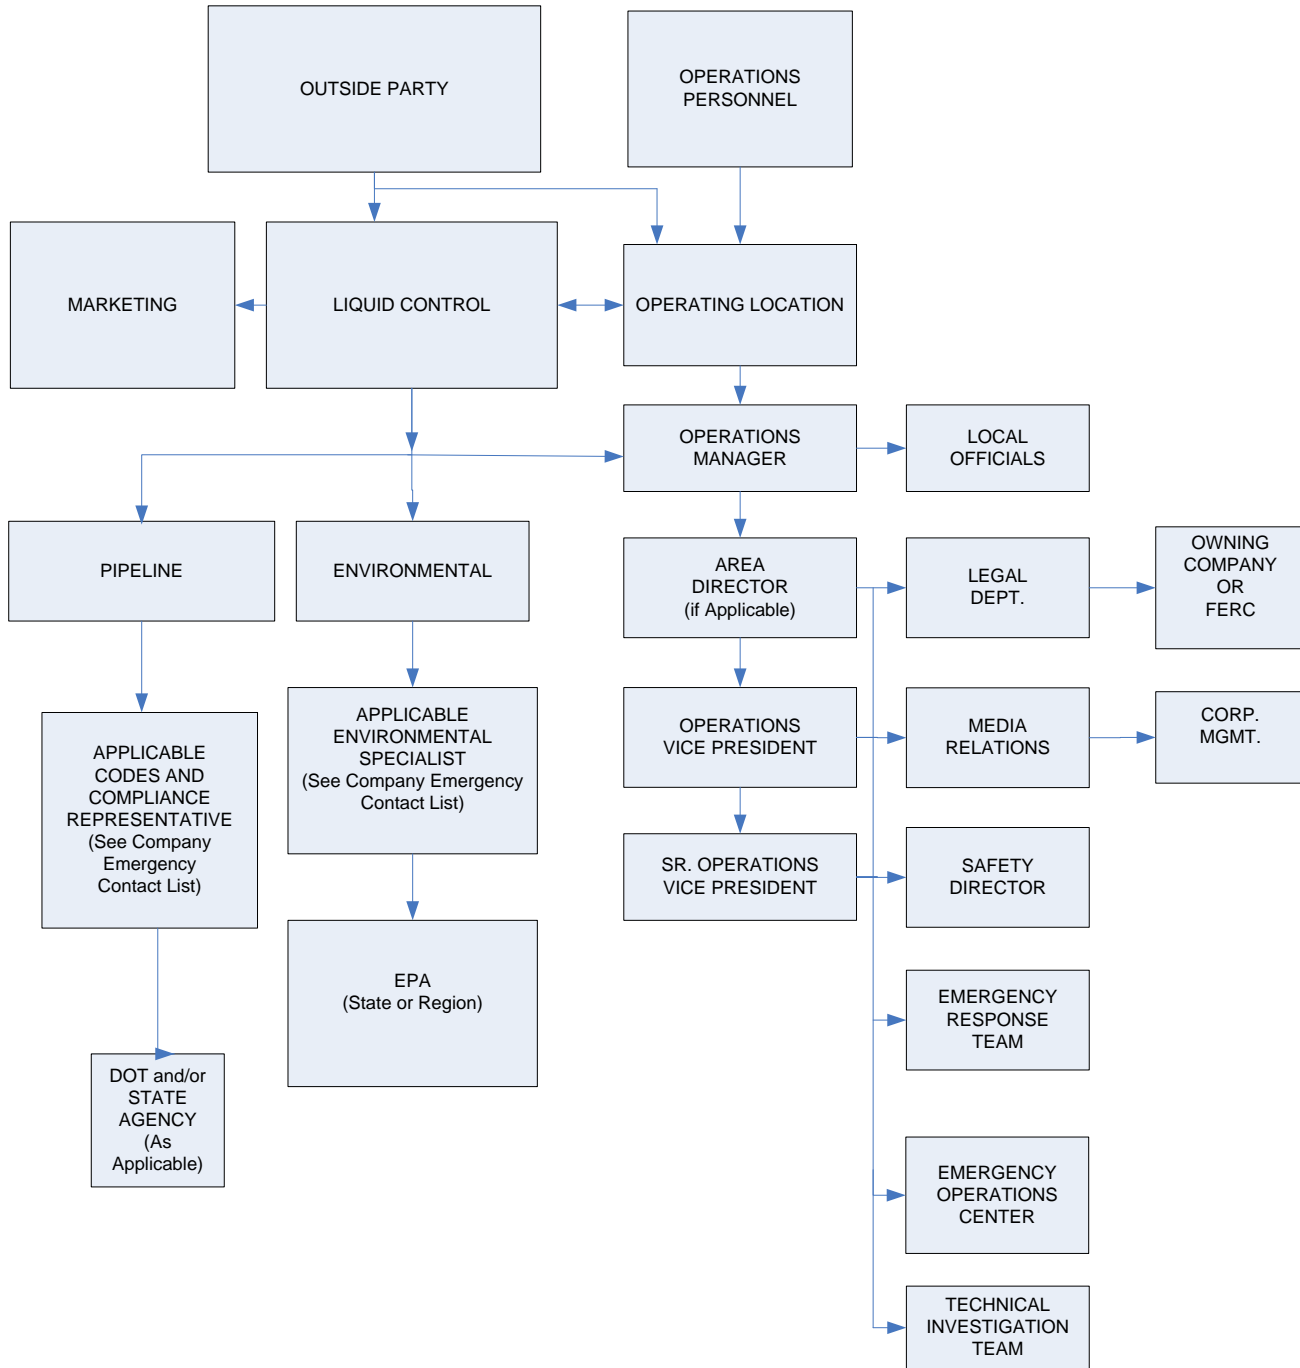 OUTSIDE PARTY
OPERATIONS
PERSONNEL
MARKETING
LIQUID CONTROL
OPERATING LOCATION
OPERATIONS
MANAGER
LOCAL
OFFICIALS
PIPELINE
ENVIRONMENTAL
AREA
DIRECTOR
(if Applicable)
LEGAL
DEPT.
OWNING
COMPANY
OR
FERC
APPLICABLE
CODES AND
COMPLIANCE
REPRESENTATIVE
(See Company
Emergency
Contact List)
APPLICABLE
ENVIRONMENTAL
SPECIALIST
(See Company Emergency
Contact List)
OPERATIONS
VICE PRESIDENT
MEDIA
RELATIONS
CORP.
MGMT.
SR. OPERATIONS
VICE PRESIDENT
SAFETY
DIRECTOR
EPA
(State or Region)
EMERGENCY
RESPONSE
TEAM
DOT and/or
STATE
AGENCY
(As
Applicable)
EMERGENCY
OPERATIONS
CENTER
TECHNICAL
INVESTIGATION
TEAM